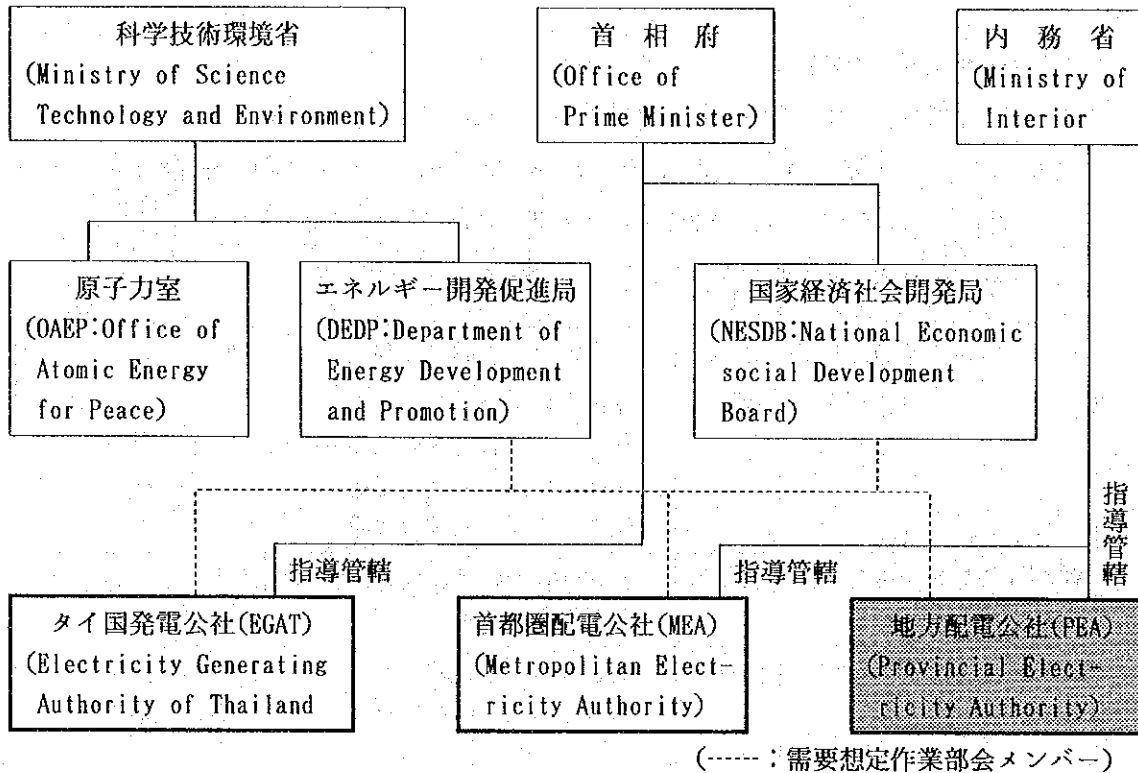 科学技術環境省
(Ministry of Science
Technology and Environment)
首相府
(Office of
Prime Minister)
内務省
(Ministry of
Interior
原子力室
(OAEP:Office of
Atomic Energy
for Peace)
エネルギー開発促進局
(DEDP:Department of
Energy Development
and Promotion)
国家経済社会開発局
(NESDB:National Economic
social Development
Board)
指導管轄
指導管轄
指導管轄
タイ国発電公社(EGAT)
(Electricity Generating
Authority of Thailand
首都圏配電公社(MEA)
(Metropolitan Elect-
ricity Authority)
地方配電公社(PEA)
(Provincial Elect-
ricity Authority)
(------:需要想定作業部会メンバー)